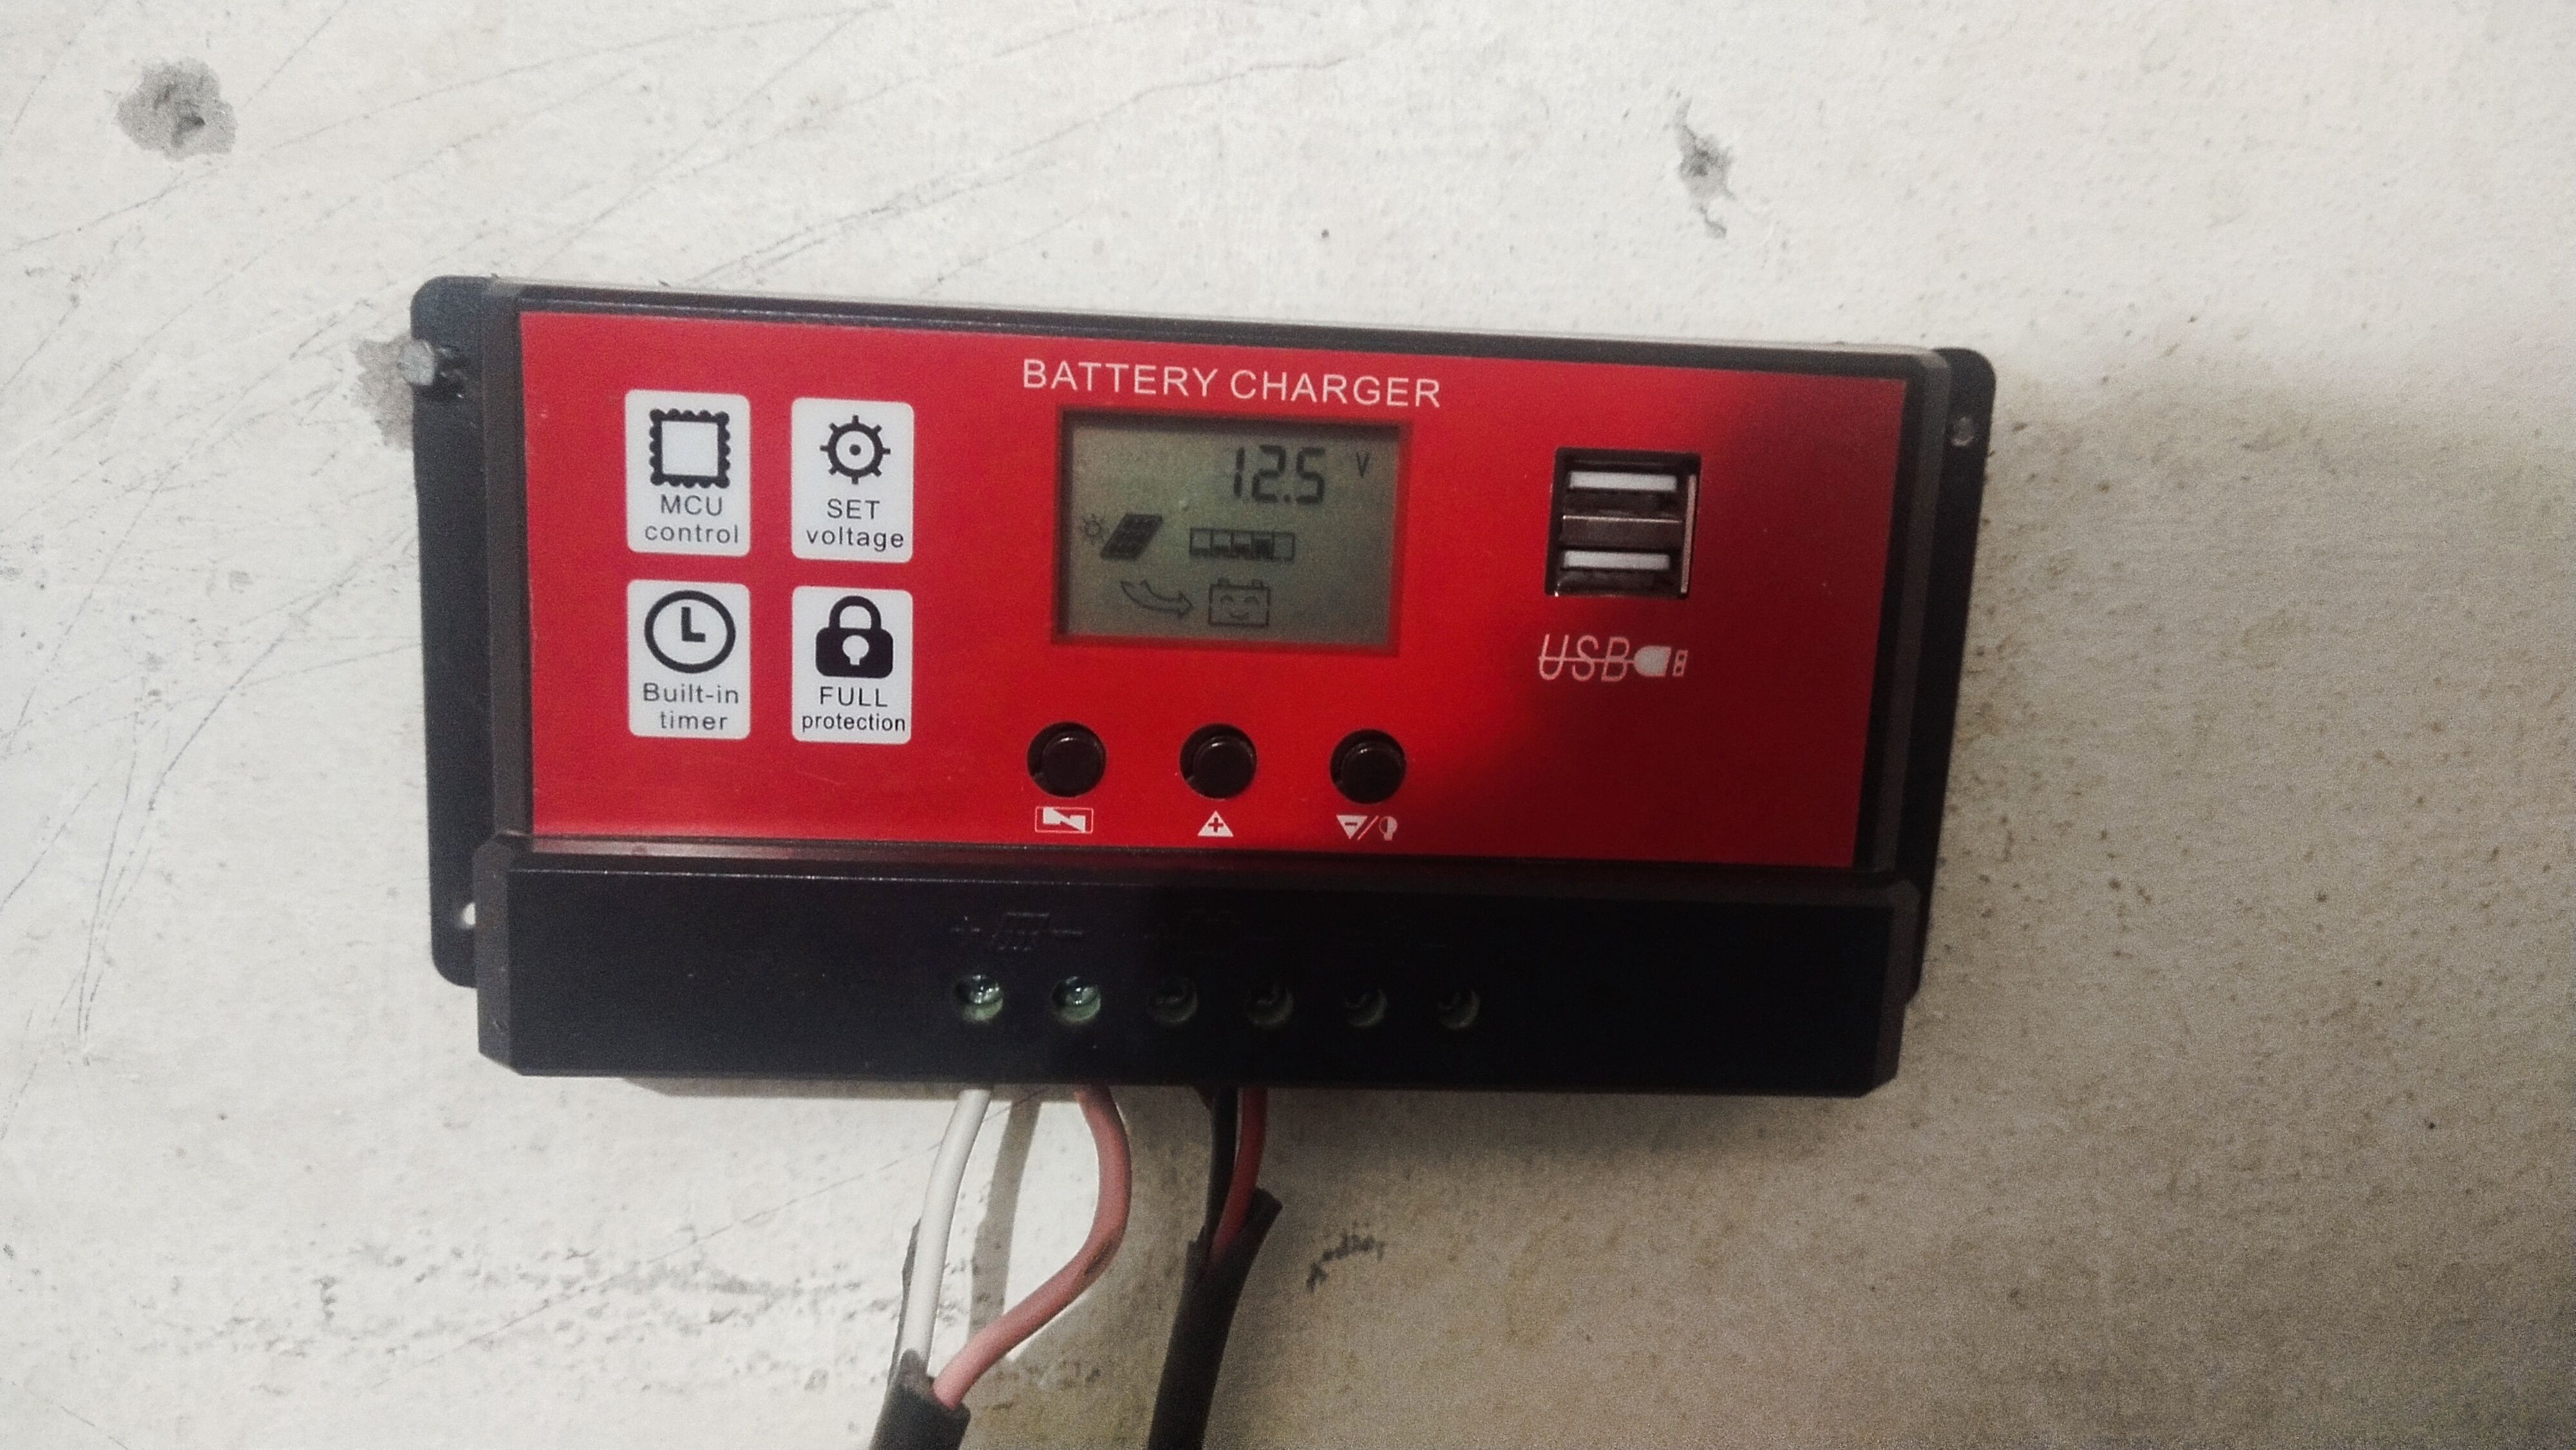 BATTERY CHARGER
MCU
control
SET
voltage
12.5 V
Built-in
timer
FULL
protection
USB